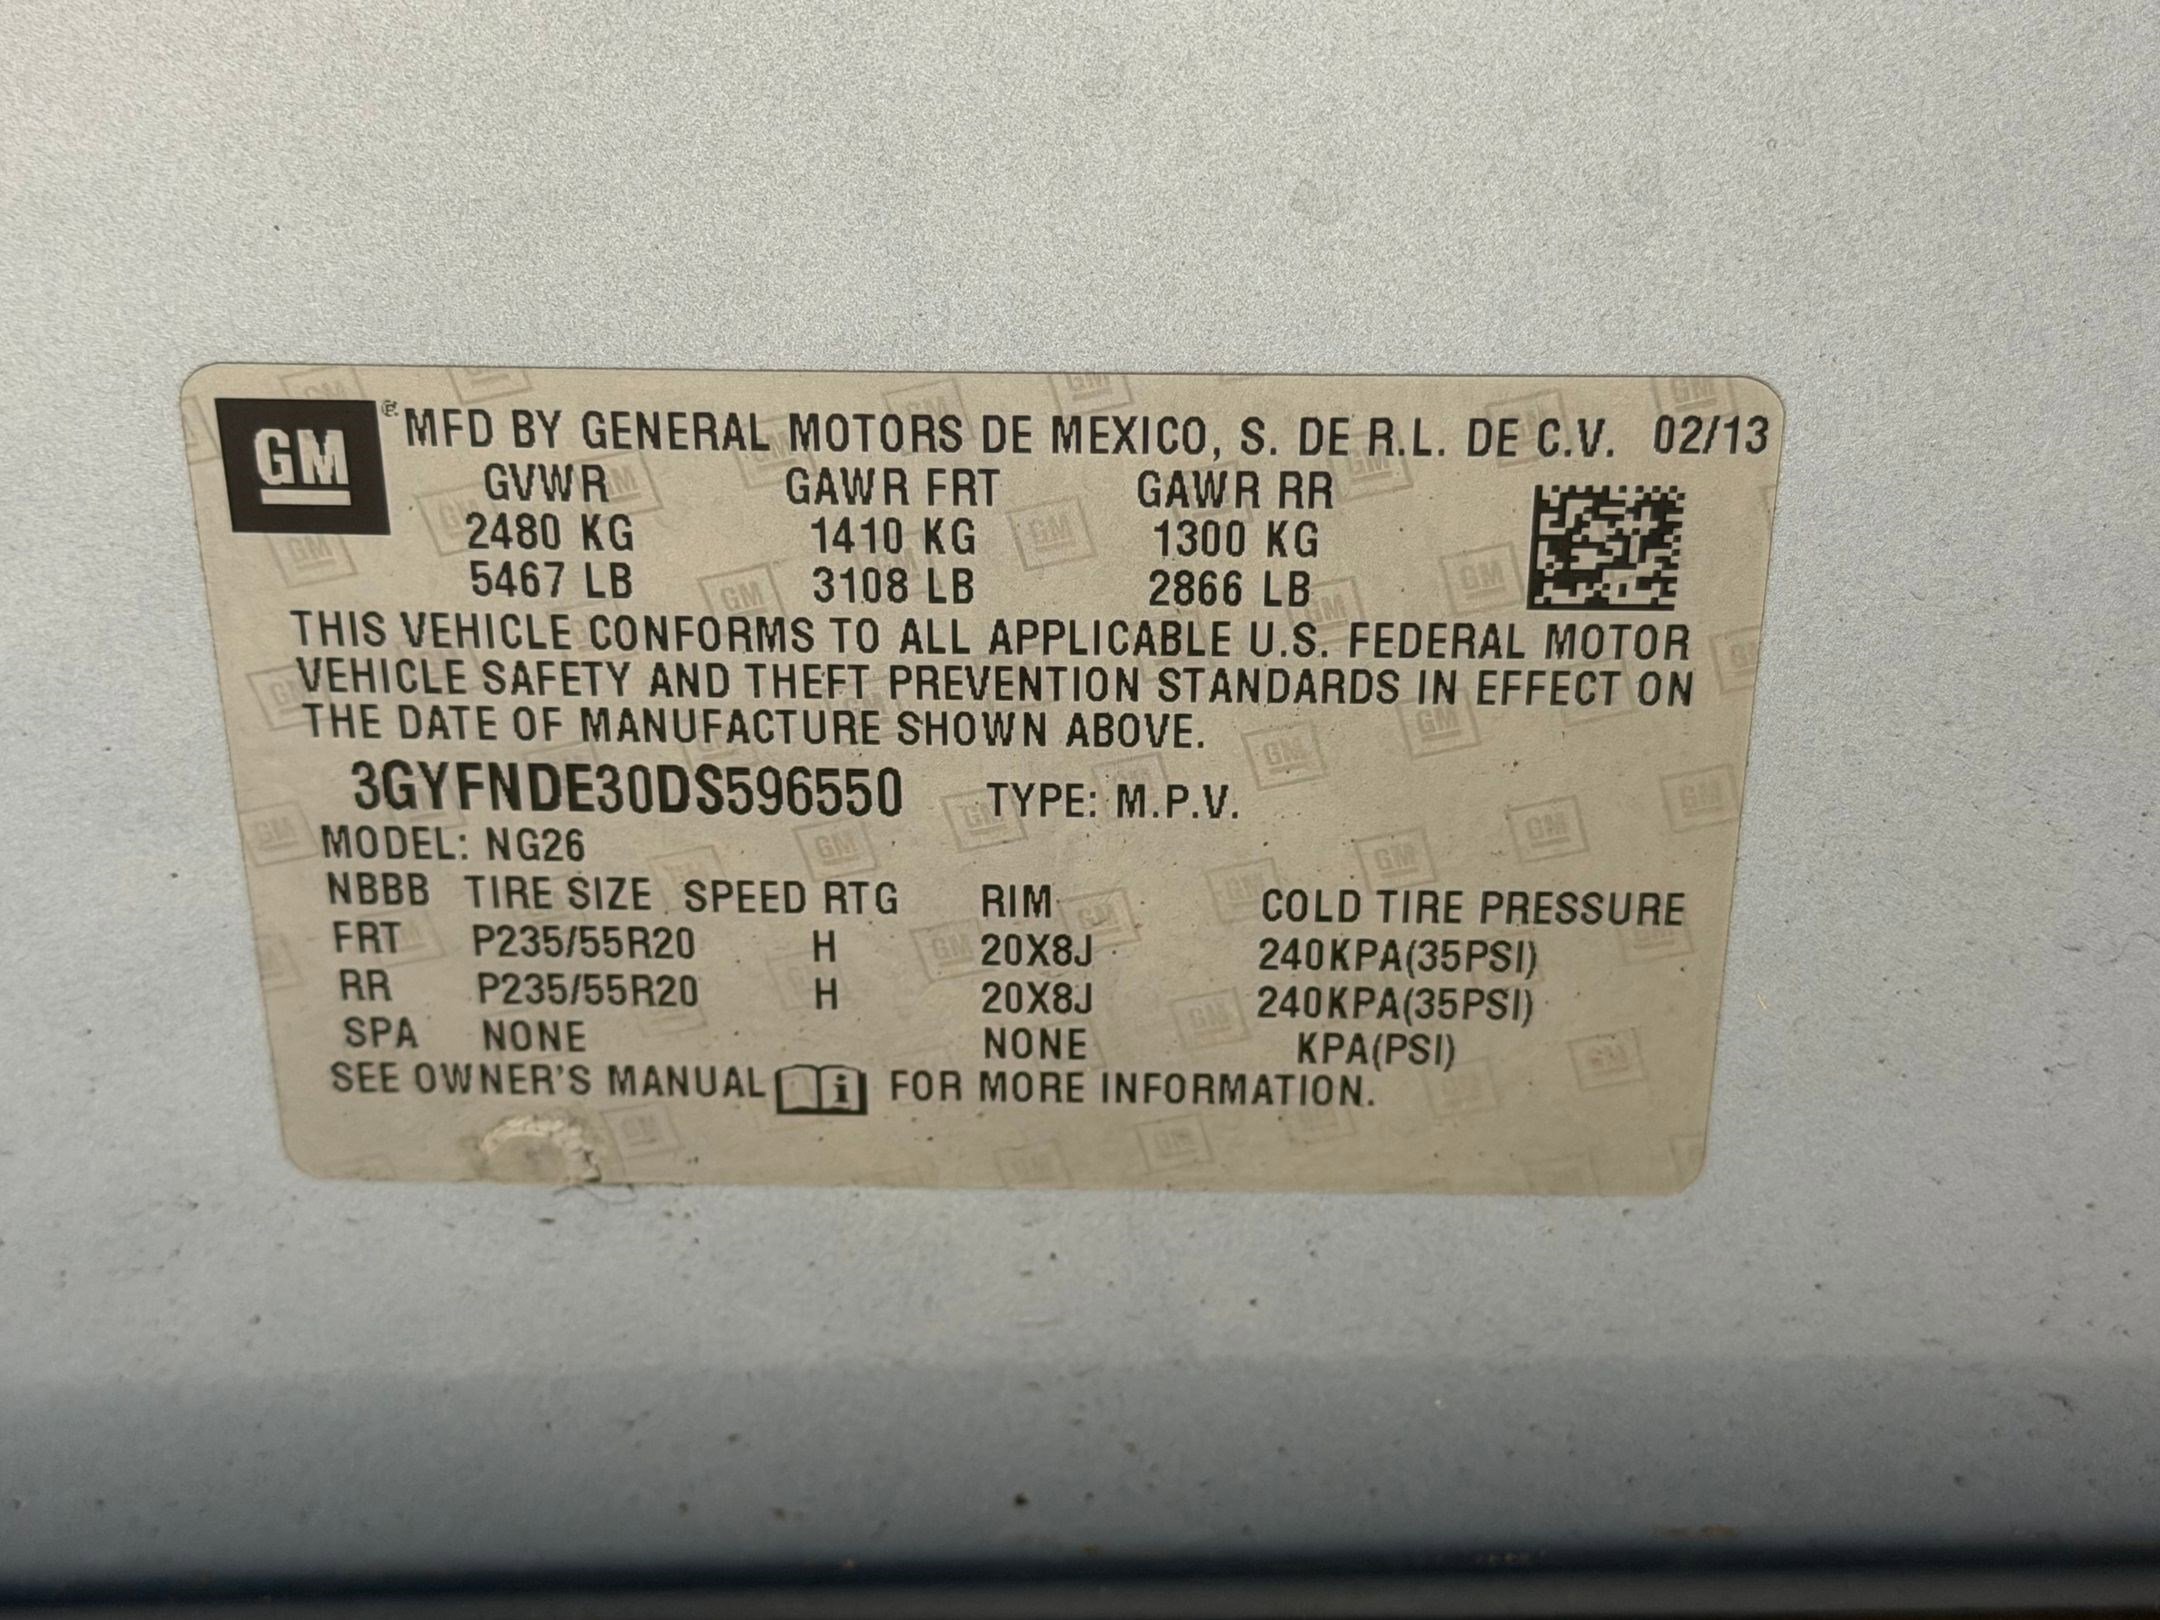 GM
® MFD BY GENERAL MOTORS DE MEXICO, S. DE R.L. DE C.V. 02/13
GVWR GAWR FRT GAWR RR
2480 KG 1410 KG 1300 KG
5467 LB 3108 LB 2866 LB
THIS VEHICLE CONFORMS TO ALL APPLICABLE U.S. FEDERAL MOTOR
VEHICLE SAFETY AND THEFT PREVENTION STANDARDS IN EFFECT ON
THE DATE OF MANUFACTURE SHOWN ABOVE.
3GYFNDE30DS596550 TYPE: M.P.V.
MODEL: NG26
NBBB TIRE SIZE SPEED RTG RIM COLD TIRE PRESSURE
FRT P235/55R20 H 20X8J 240KPA(35PSI)
RR P235/55R20 H 20X8J 240KPA(35PSI)
SPA NONE NONE KPA(PSI)
SEE OWNER'S MANUAL i FOR MORE INFORMATION.